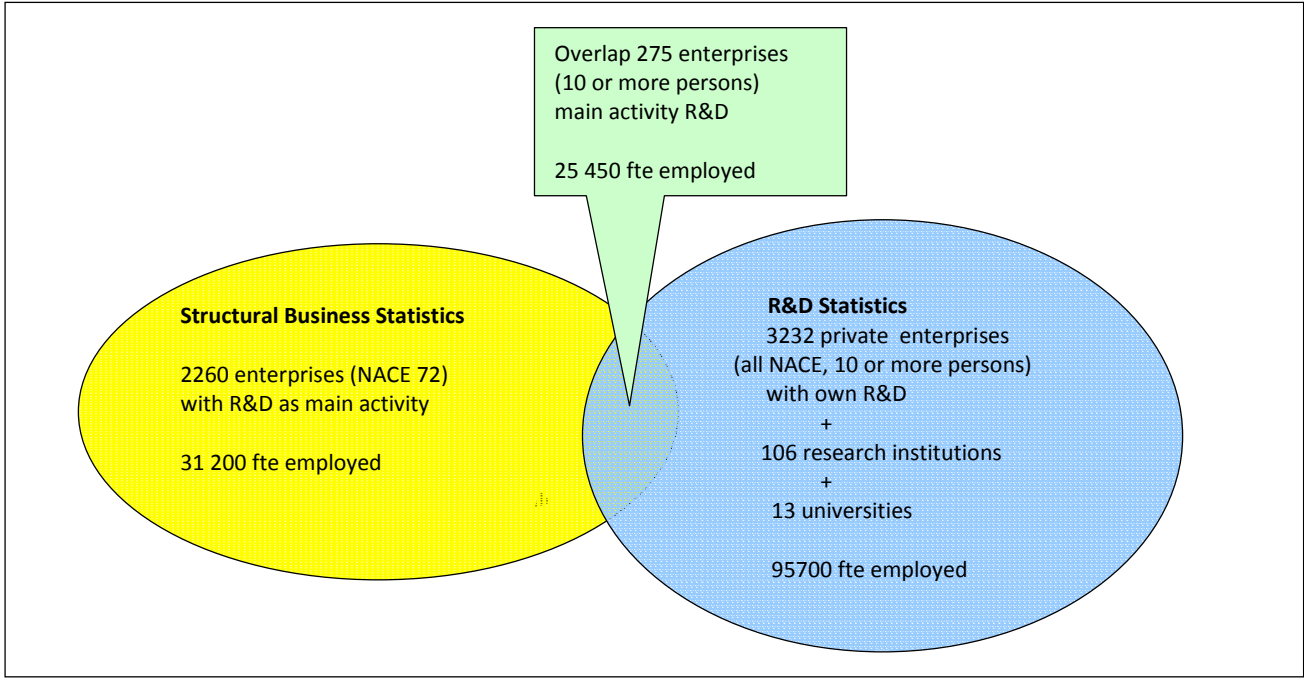 Overlap 275 enterprises
(10 or more persons)
main activity R&D
25 450 fte employed
Structural Business Statistics
2260 enterprises (NACE 72)
with R&D as main activity
31 200 fte employed
R&D Statistics
3232 private enterprises
(all NACE, 10 or more persons)
with own R&D
+
106 research institutions
+
13 universities
95700 fte employed